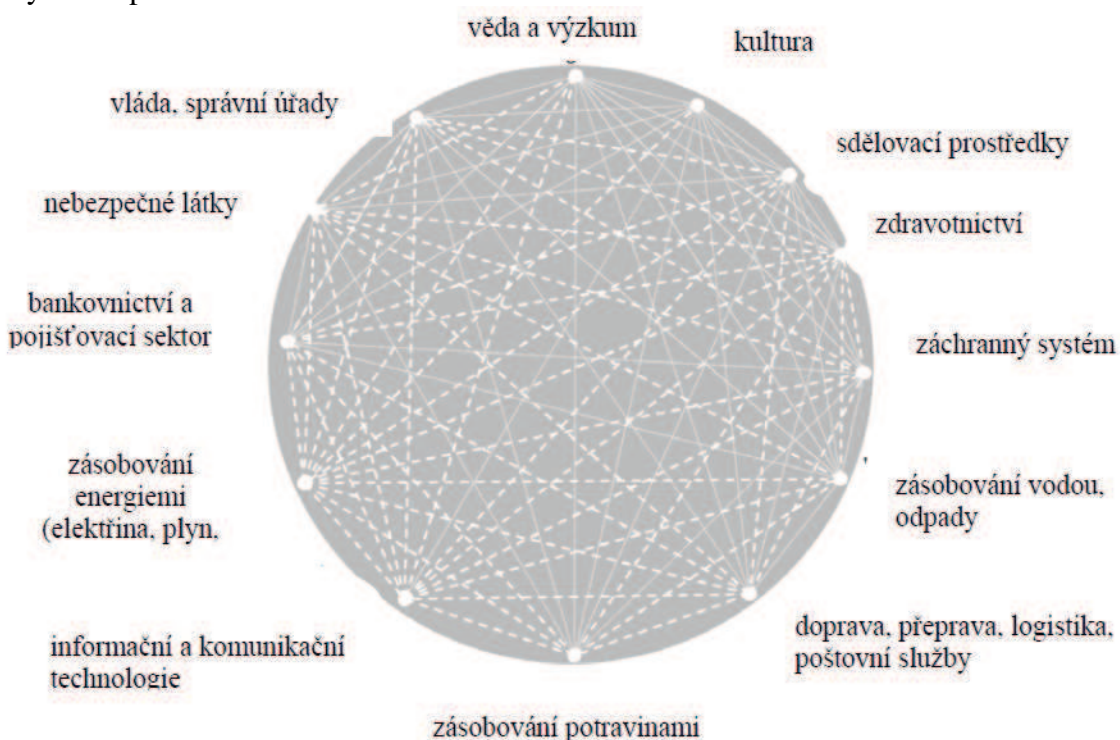 věda a výzkum
kultura
vláda, správní úřady
sdělovací prostředky
nebezpečné látky
zdravotnictví
bankovnictví a
pojišťovací sektor
záchranný systém
zásobování
energiemi
(elektřina, plyn,
zásobování vodou,
odpady
informační a komunikační
technologie
doprava, přeprava, logistika,
poštovní služby
zásobování potravinami